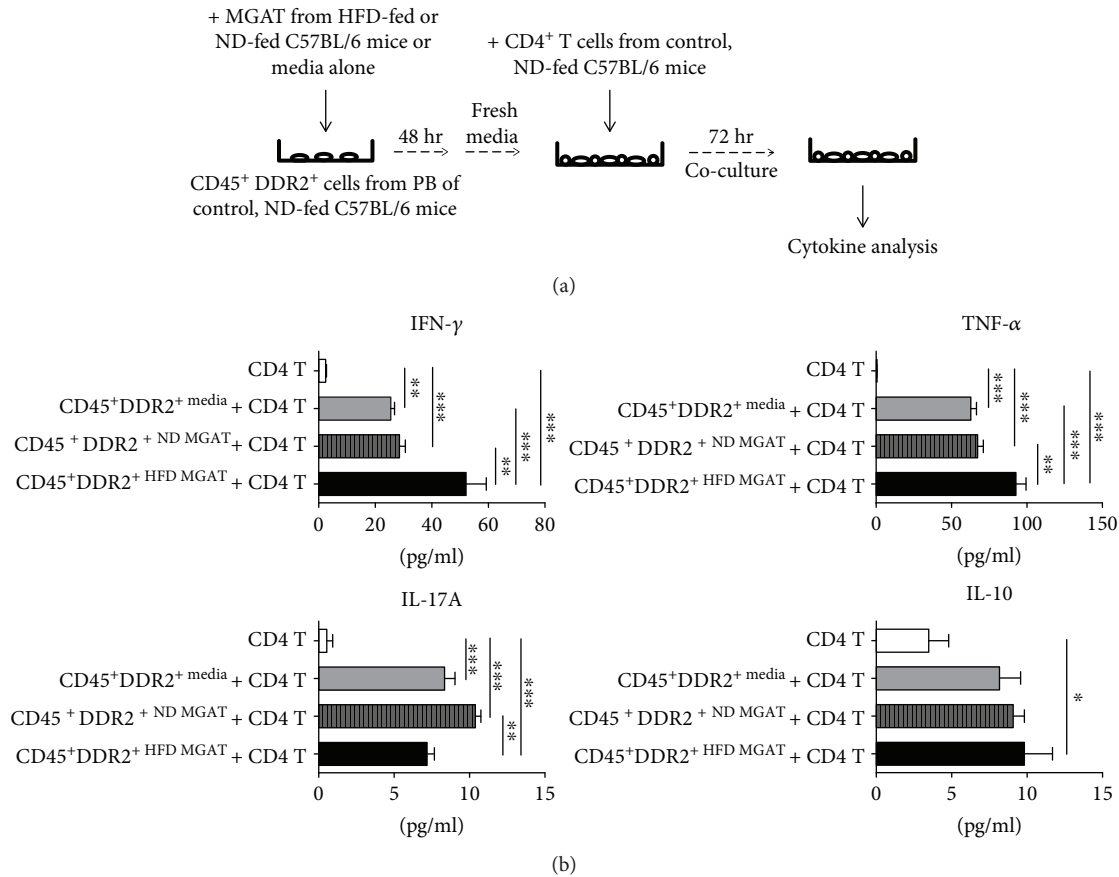 + MGAT from HFD-fed or
ND-fed C57BL/6 mice or
media alone
+ CD4⁺ T cells from control,
ND-fed C57BL/6 mice
48 hr
Fresh
media
72 hr
Co-culture
CD45⁺ DDR2⁺ cells from PB of
control, ND-fed C57BL/6 mice
Cytokine analysis
(a)
IFN-γ
CD4 T
CD45⁺DDR2⁺ ᵐᵉᵈⁱᵃ + CD4 T
CD45 + DDR2 + ND MGAT + CD4 T
CD45⁺DDR2⁺ HFD MGAT + CD4 T
** *** *** *** ** 
0 20 40 60 80
(pg/ml)
TNF-α
CD4 T
CD45⁺DDR2⁺ ᵐᵉᵈⁱᵃ + CD4 T
CD45 + DDR2 + ND MGAT + CD4 T
CD45⁺DDR2⁺ HFD MGAT + CD4 T
*** *** *** *** **
0 50 100 150
(pg/ml)
IL-17A
CD4 T
CD45⁺DDR2⁺ ᵐᵉᵈⁱᵃ + CD4 T
CD45 + DDR2 + ND MGAT + CD4 T
CD45⁺DDR2⁺ HFD MGAT + CD4 T
*** *** *** **
0 5 10 15
(pg/ml)
IL-10
CD4 T
CD45⁺DDR2⁺ ᵐᵉᵈⁱᵃ + CD4 T
CD45 + DDR2 + ND MGAT + CD4 T
CD45⁺DDR2⁺ HFD MGAT + CD4 T
*
0 5 10 15
(pg/ml)
(b)